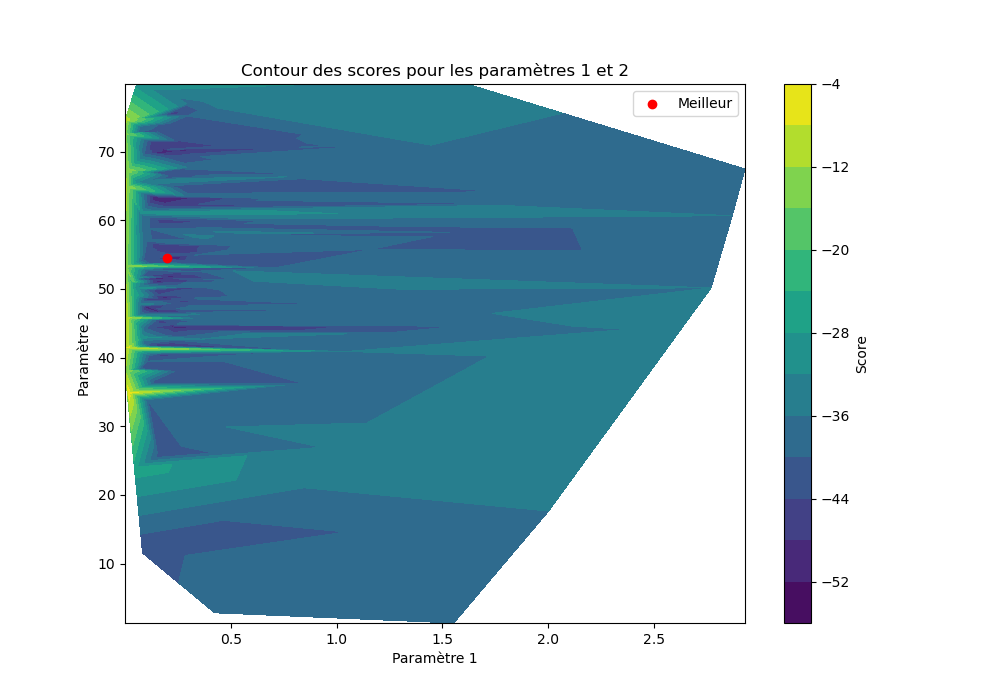 Contour des scores pour les paramètres 1 et 2
Meilleur
70
60
50
40
30
20
10
Paramètre 2
0.5 1.0 1.5 2.0 2.5
Paramètre 1
−4
−12
−20
−28
−36
−44
−52
Score